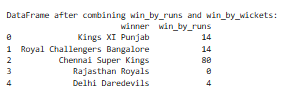 DataFrame after combining win_by_runs and win_by_wickets:
winner win_by_runs
0 Kings XI Punjab 14
1 Royal Challengers Bangalore 14
2 Chennai Super Kings 80
3 Rajasthan Royals 0
4 Delhi Daredevils 4